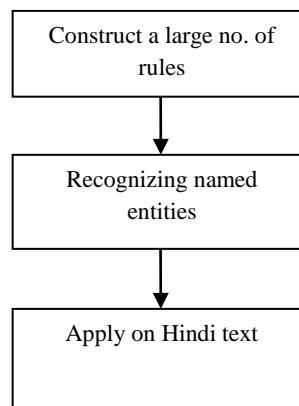 Construct a large no. of
rules
Recognizing named
entities
Apply on Hindi text